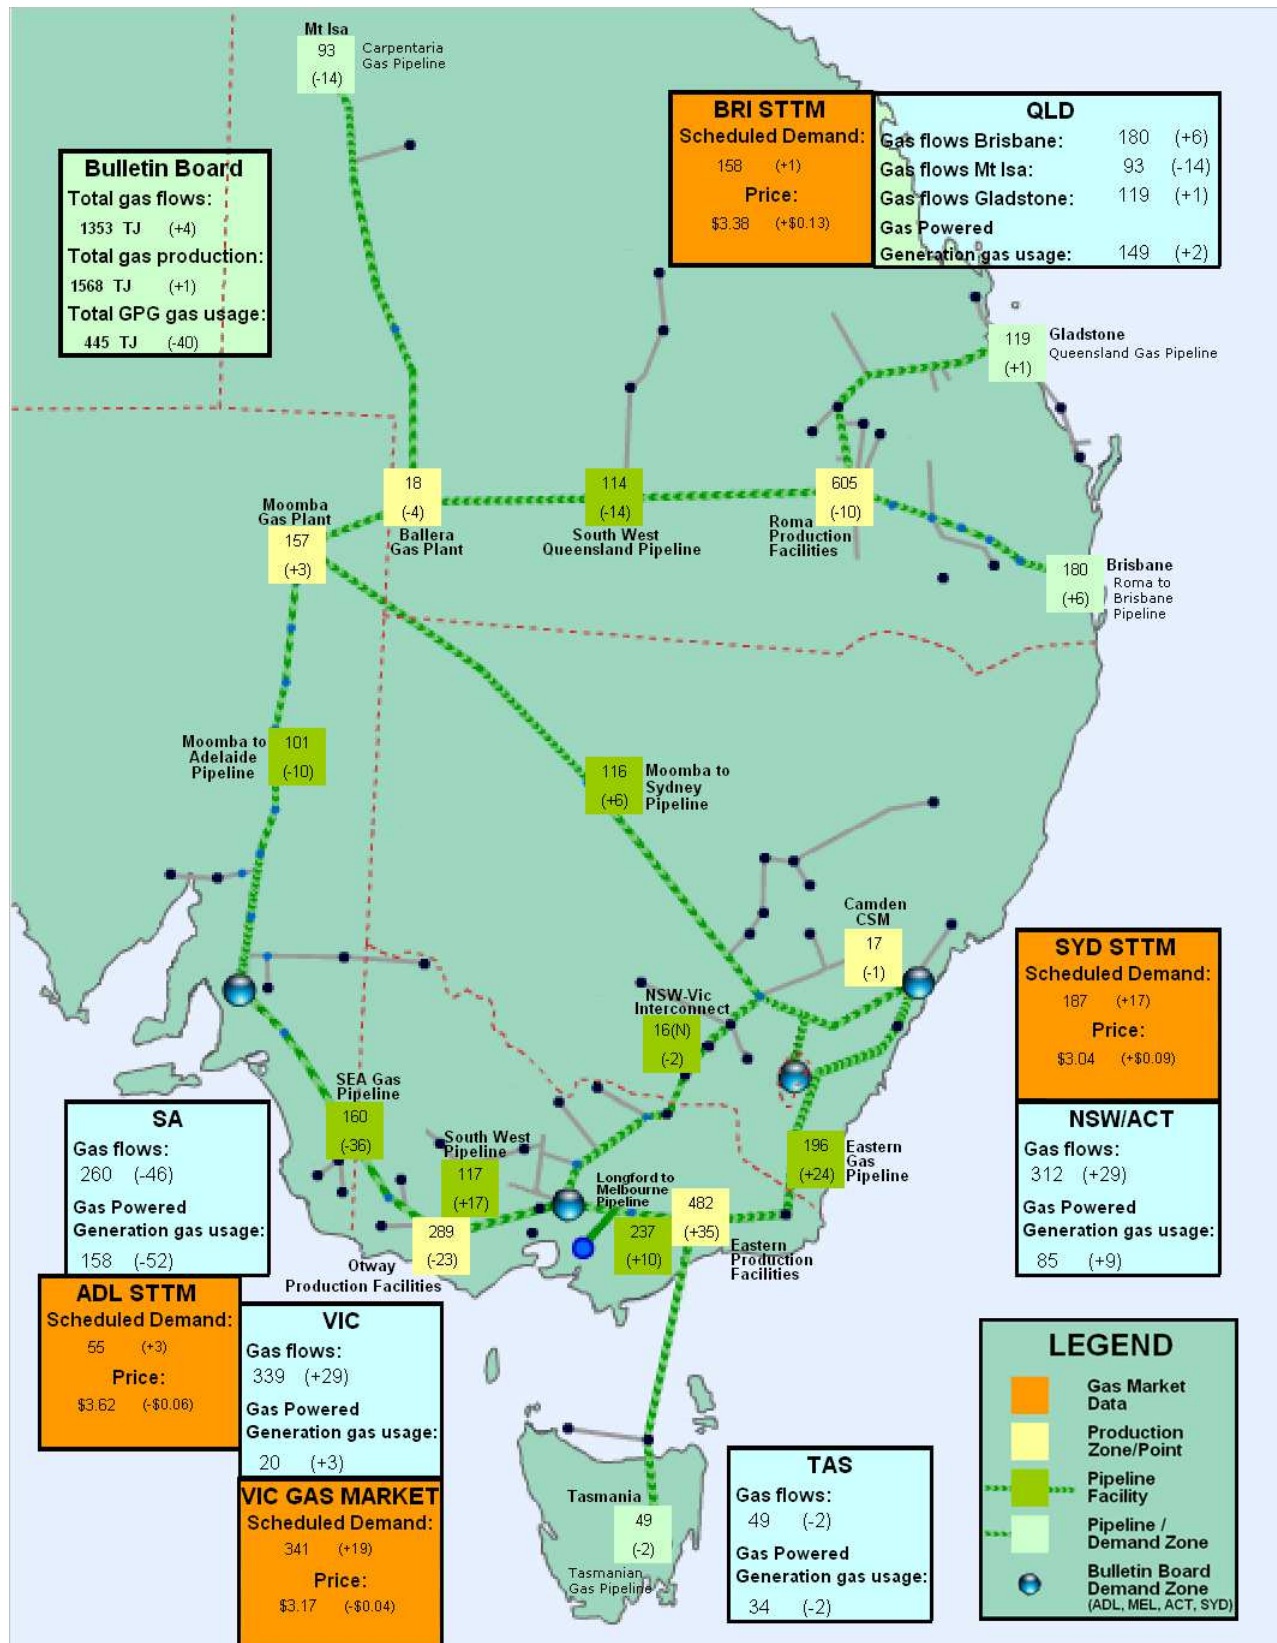 Mt Isa
93
(-14)
Carpentaria
Gas Pipeline
Bulletin Board
Total gas flows:
1353 TJ (+4)
Total gas production:
1568 TJ (+1)
Total GPG gas usage:
445 TJ (-40)
BRI STTM
Scheduled Demand:
158 (+1)
Price:
$3.38 (+$0.13)
QLD
Gas flows Brisbane: 180 (+6)
Gas flows Mt Isa: 93 (-14)
Gas flows Gladstone: 119 (+1)
Gas Powered
Generation gas usage: 149 (+2)
119
(+1)
Gladstone
Queensland Gas Pipeline
Moomba
Gas Plant
157
(+3)
18
(-4)
Ballera
Gas Plant
114
(-14)
South West
Queensland Pipeline
605
(-10)
Roma
Production
Facilities
180
(+6)
Brisbane
Roma to
Brisbane
Pipeline
Moomba to
Adelaide
Pipeline
101
(-10)
116
(+6)
Moomba to
Sydney
Pipeline
Camden
CSM
17
(-1)
NSW-Vic
Interconnect
16(N)
(-2)
SYD STTM
Scheduled Demand:
187 (+17)
Price:
$3.04 (+$0.09)
NSW/ACT
Gas flows:
312 (+29)
Gas Powered
Generation gas usage:
85 (+9)
SEA Gas
Pipeline
160
(-36)
South West
Pipeline
117
(+17)
Longford to
Melbourne
Pipeline
237
(+10)
482
(+35)
Eastern
Production
Facilities
196
(+24)
Eastern
Gas
Pipeline
289
(-23)
Otway
Production Facilities
SA
Gas flows:
260 (-46)
Gas Powered
Generation gas usage:
158 (-52)
ADL STTM
Scheduled Demand:
55 (+3)
Price:
$3.62 (-$0.06)
VIC
Gas flows:
339 (+29)
Gas Powered
Generation gas usage:
20 (+3)
VIC GAS MARKET
Scheduled Demand:
341 (+19)
Price:
$3.17 (-$0.04)
Tasmania
49
(-2)
Tasmanian
Gas Pipeline
TAS
Gas flows:
49 (-2)
Gas Powered
Generation gas usage:
34 (-2)
LEGEND
Gas Market
Data
Production
Zone/Point
Pipeline
Facility
Pipeline /
Demand Zone
Bulletin Board
Demand Zone
(ADL, MEL, ACT, SYD)